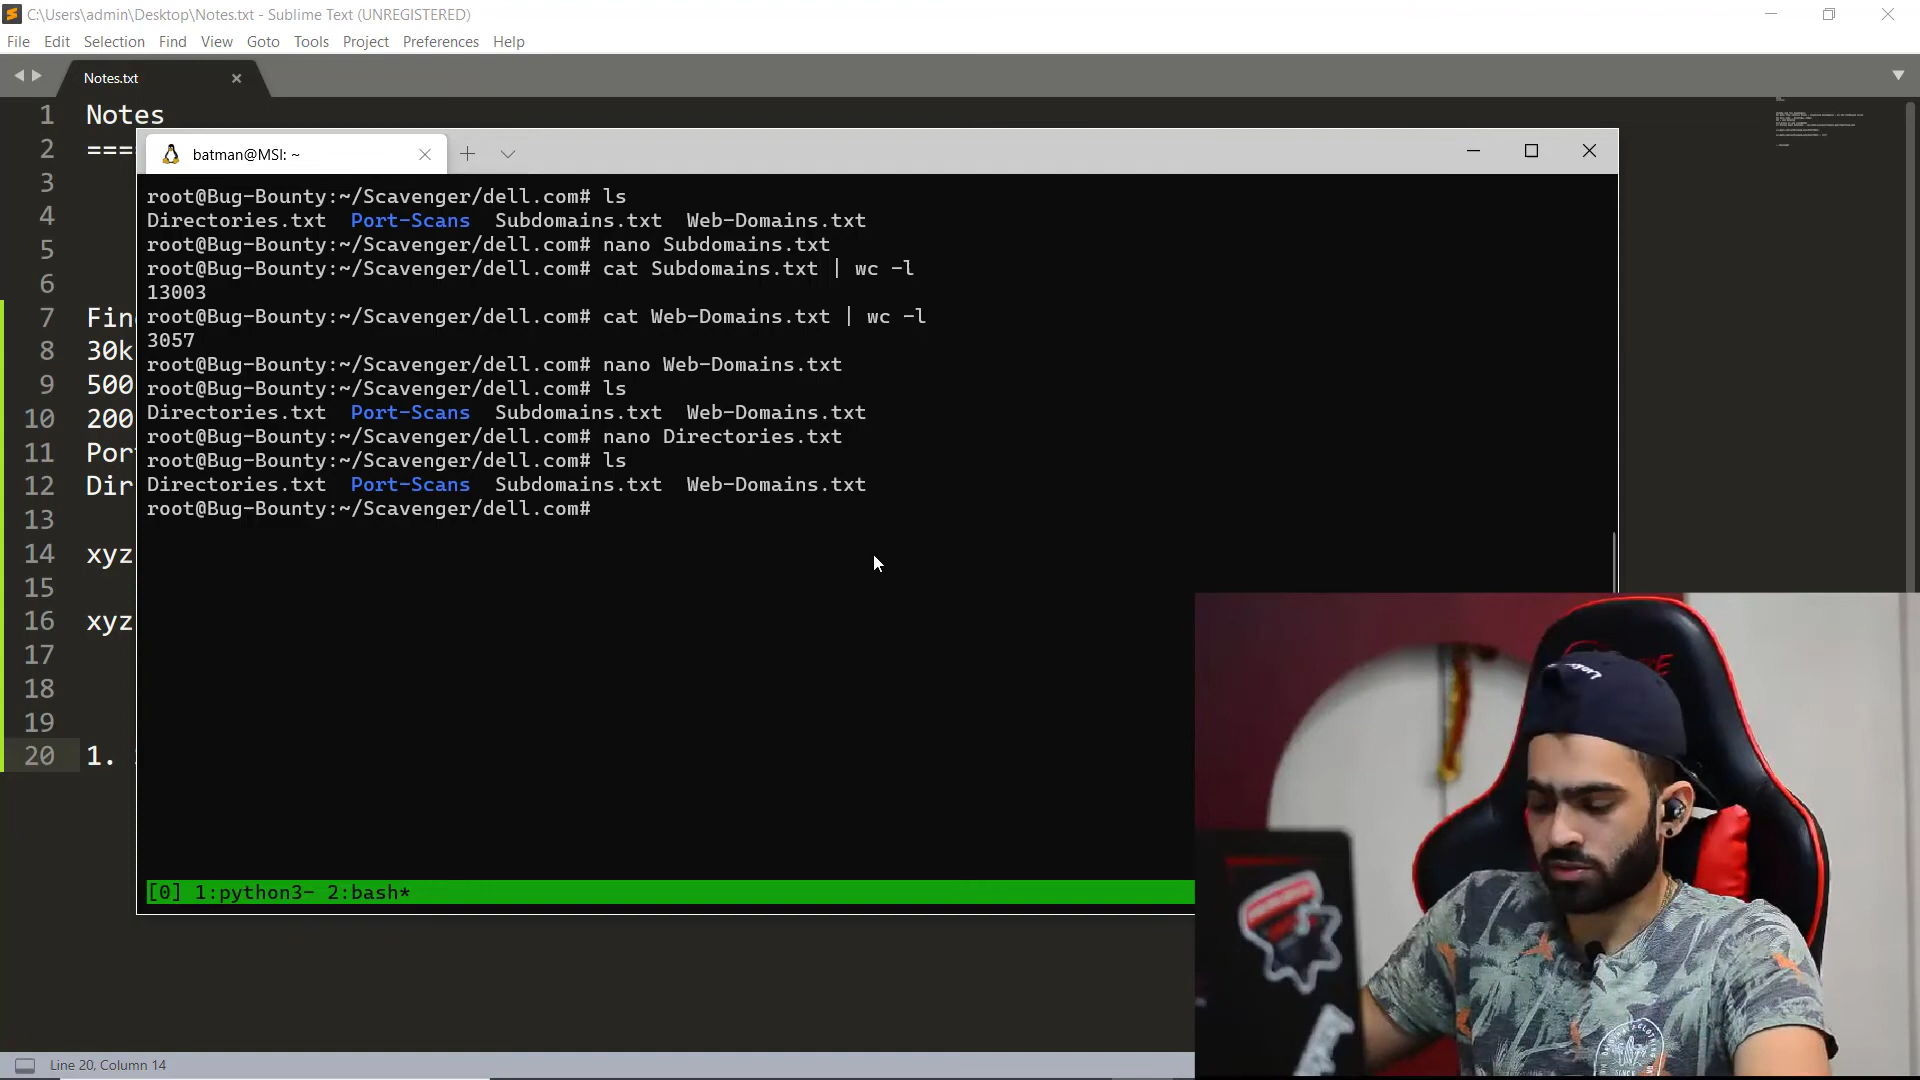 C:\Users\admin\Desktop\Notes.txt - Sublime Text (UNREGISTERED)
File Edit Selection Find View Goto Tools Project Preferences Help
Notes.txt
1 Notes
2 ====
3
4
5
6
7 Fin
8 30k
9 500
10 200
11 Por
12 Dir
13
14 xyz
15
16 xyz
17
18
19
20 1.
batman@MSI: ~
root@Bug-Bounty:~/Scavenger/dell.com# ls
Directories.txt Port-Scans Subdomains.txt Web-Domains.txt
root@Bug-Bounty:~/Scavenger/dell.com# nano Subdomains.txt
root@Bug-Bounty:~/Scavenger/dell.com# cat Subdomains.txt | wc -l
13003
root@Bug-Bounty:~/Scavenger/dell.com# cat Web-Domains.txt | wc -l
3057
root@Bug-Bounty:~/Scavenger/dell.com# nano Web-Domains.txt
root@Bug-Bounty:~/Scavenger/dell.com# ls
Directories.txt Port-Scans Subdomains.txt Web-Domains.txt
root@Bug-Bounty:~/Scavenger/dell.com# nano Directories.txt
root@Bug-Bounty:~/Scavenger/dell.com# ls
Directories.txt Port-Scans Subdomains.txt Web-Domains.txt
root@Bug-Bounty:~/Scavenger/dell.com#
[0] 1:python3- 2:bash*
Line 20, Column 14